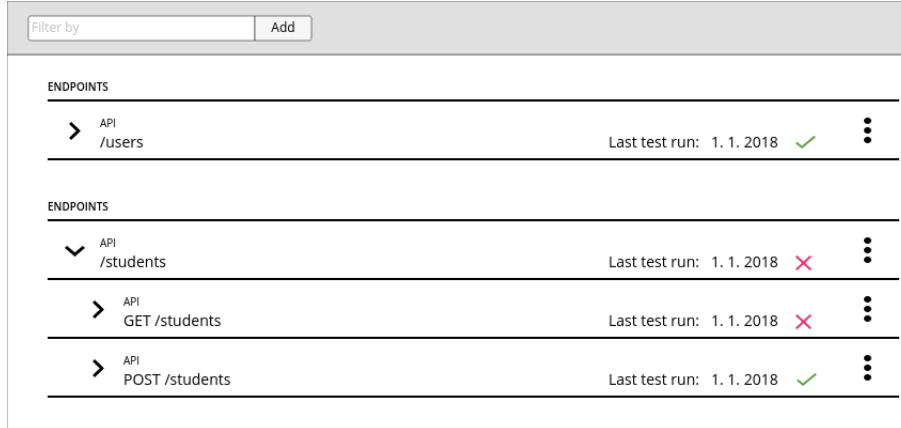 Filter by Add
ENDPOINTS
API
/users Last test run: 1. 1. 2018
ENDPOINTS
API
/students Last test run: 1. 1. 2018
API
GET /students Last test run: 1. 1. 2018
API
POST /students Last test run: 1. 1. 2018